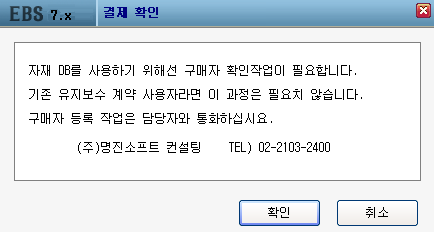 EBS 7.x 결제 확인
자재 DB를 사용하기 위해선 구매자 확인작업이 필요합니다.
기존 유지보수 계약 사용자라면 이 과정은 필요치 않습니다.
구매자 등록 작업은 담당자와 통화하십시요.
(주)명진소프트 컨설팅 TEL) 02-2103-2400
확인 취소